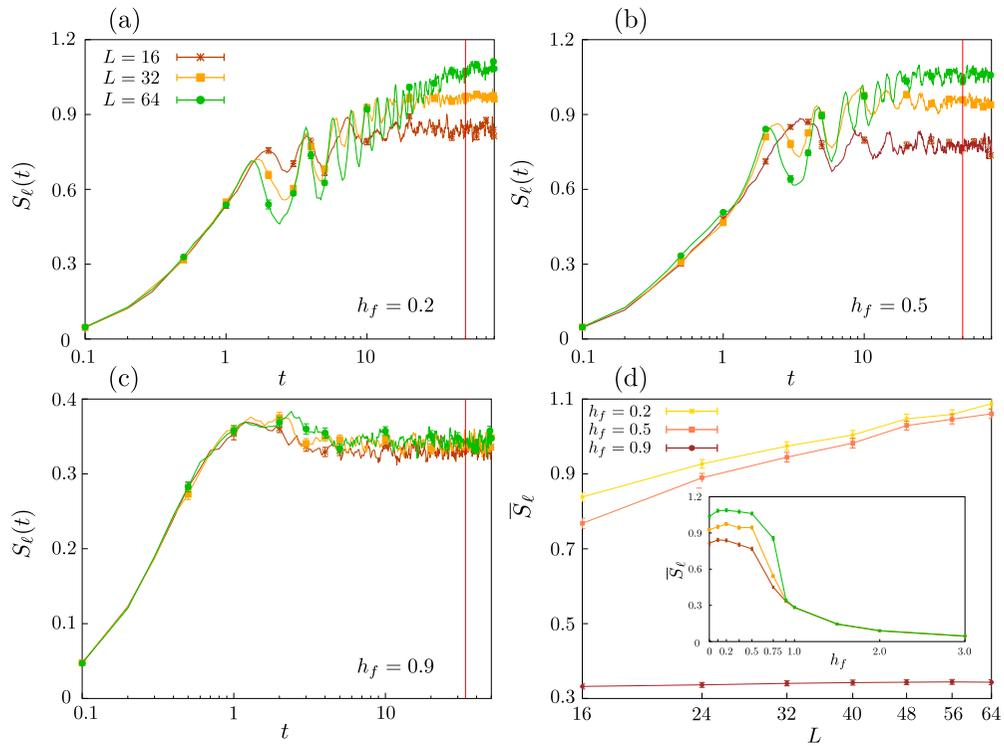 (a)
1.2
0.9
0.6
0.3
0
S_ℓ(t)
L = 16
L = 32
L = 64
h_f = 0.2
0.1 1 10
t
(b)
1.2
0.9
0.6
0.3
0
S_ℓ(t)
h_f = 0.5
0.1 1 10
t
(c)
0.4
0.3
0.2
0.1
0
S_ℓ(t)
h_f = 0.9
0.1 1 10
t
(d)
1.1
0.9
0.7
0.5
0.3
S̅_ℓ
h_f = 0.2
h_f = 0.5
h_f = 0.9
1.2
0.9
0.6
0.3
0
S̅_ℓ
0 0.2 0.5 0.75 1.0 2.0 3.0
h_f
16 24 32 40 48 56 64
L